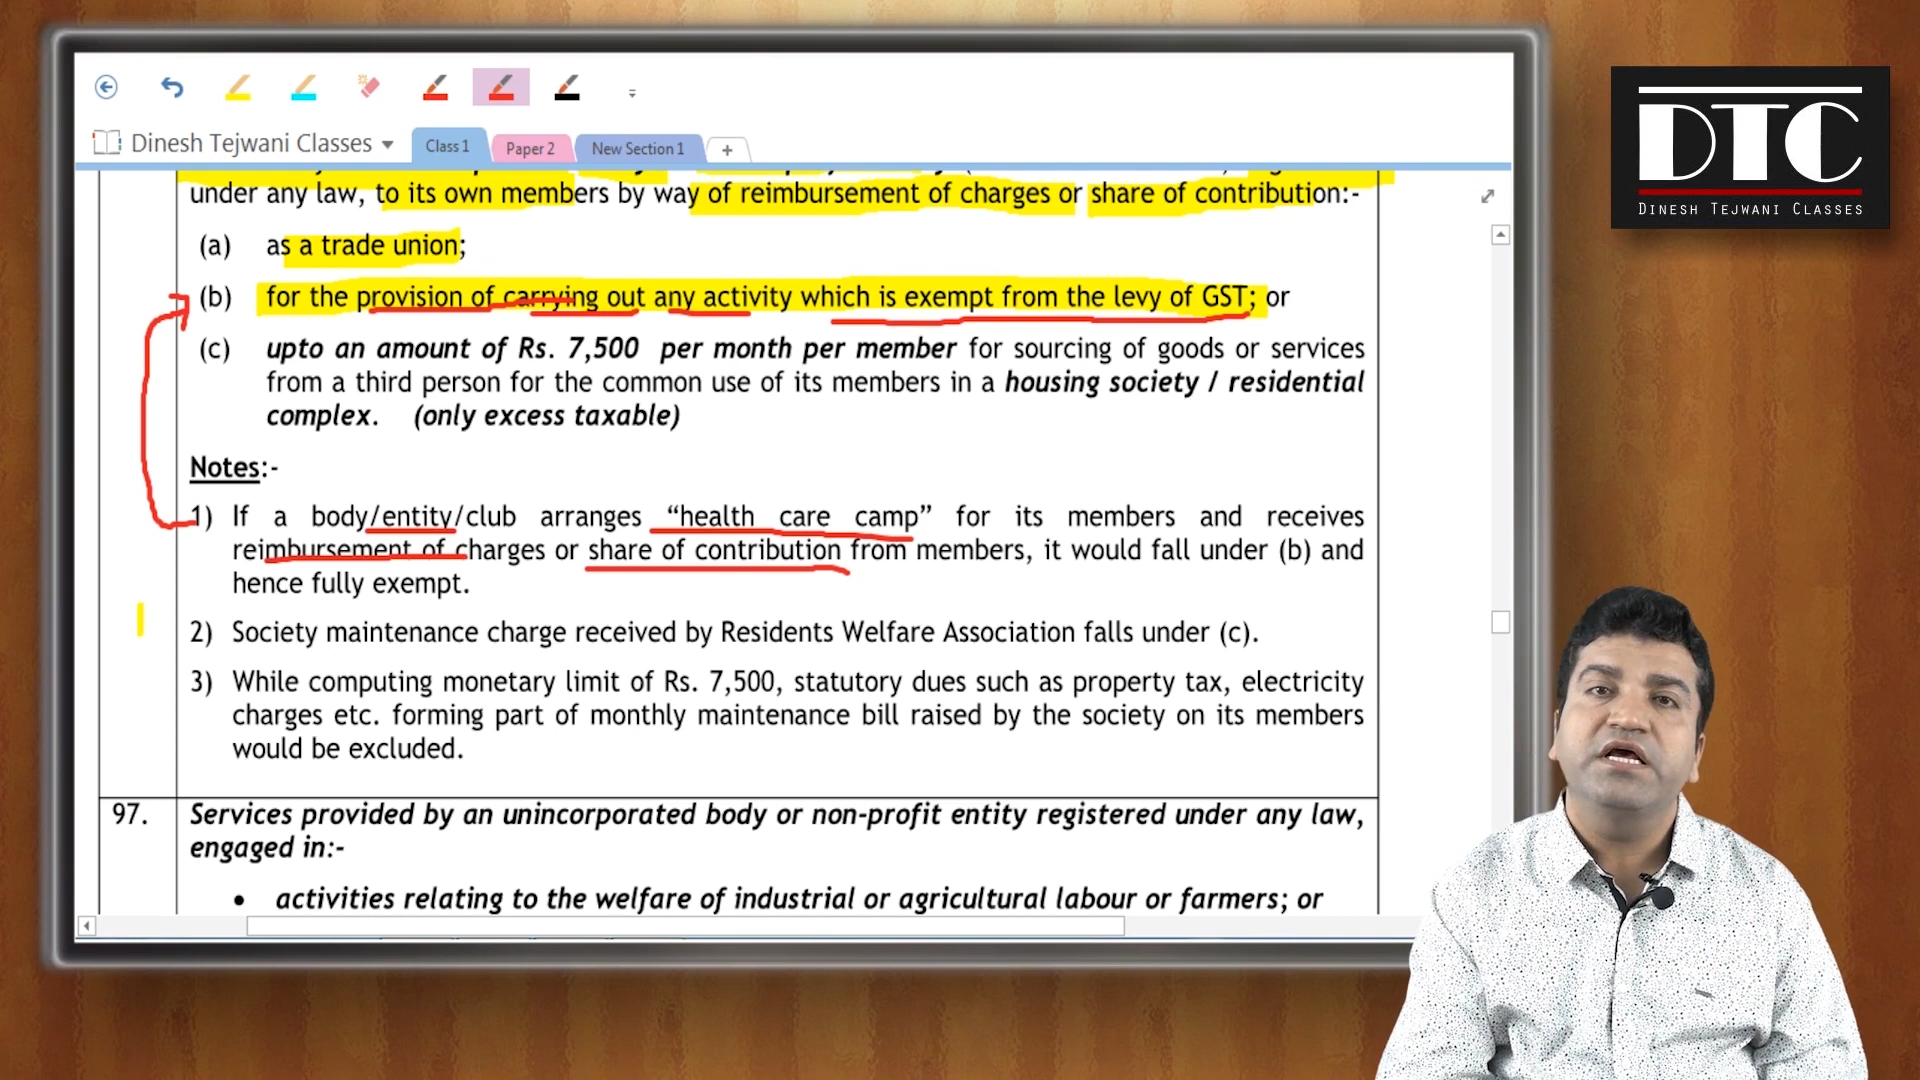 DTC
DINESH TEJWANI CLASSES
Dinesh Tejwani Classes
Class 1
Paper 2
New Section 1
under any law, to its own members by way of reimbursement of charges or share of contribution:-
(a) as a trade union;
(b) for the provision of carrying out any activity which is exempt from the levy of GST; or
(c) upto an amount of Rs. 7,500 per month per member for sourcing of goods or services
from a third person for the common use of its members in a housing society / residential
complex. (only excess taxable)
Notes:-
1) If a body/entity/club arranges “health care camp” for its members and receives
reimbursement of charges or share of contribution from members, it would fall under (b) and
hence fully exempt.
2) Society maintenance charge received by Residents Welfare Association falls under (c).
3) While computing monetary limit of Rs. 7,500, statutory dues such as property tax, electricity
charges etc. forming part of monthly maintenance bill raised by the society on its members
would be excluded.
97. Services provided by an unincorporated body or non-profit entity registered under any law,
engaged in:-
• activities relating to the welfare of industrial or agricultural labour or farmers; or